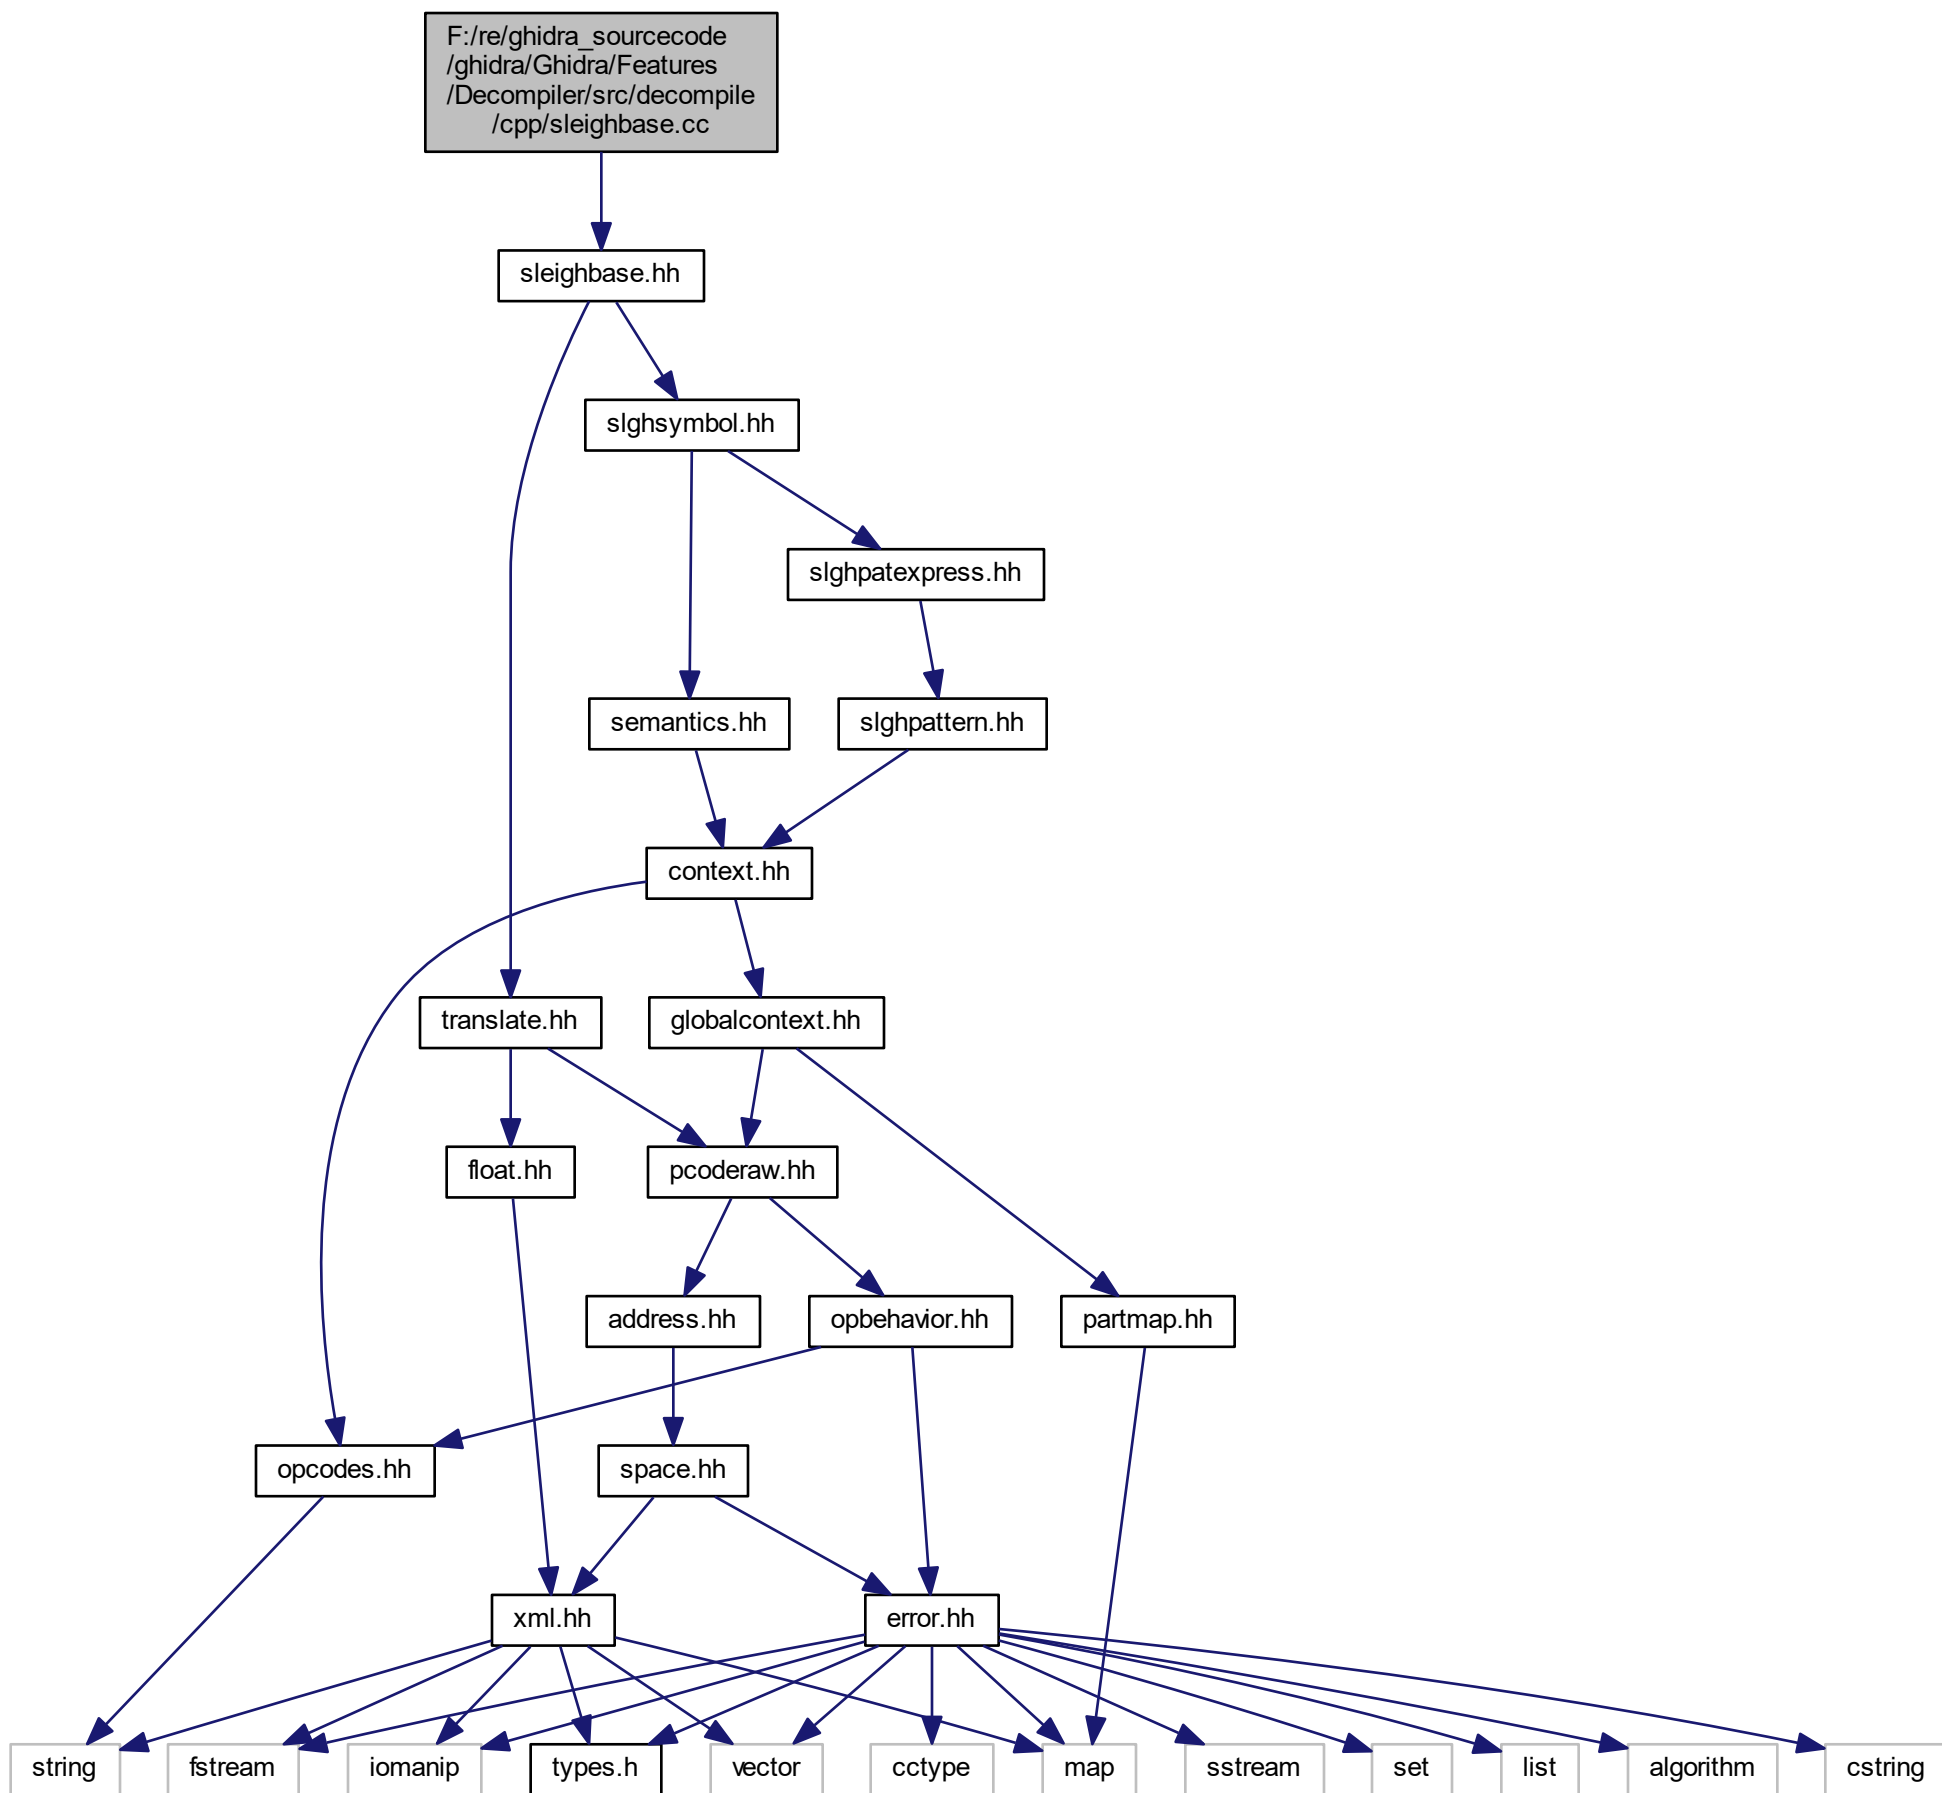 F:/re/ghidra_sourcecode
/ghidra/Ghidra/Features
/Decompiler/src/decompile
/cpp/sleighbase.cc
sleighbase.hh
slghsymbol.hh
slghpatexpress.hh
semantics.hh
slghpattern.hh
context.hh
translate.hh
globalcontext.hh
float.hh
pcoderaw.hh
address.hh
opbehavior.hh
partmap.hh
opcodes.hh
space.hh
xml.hh
error.hh
string
fstream
iomanip
types.h
vector
cctype
map
sstream
set
list
algorithm
cstring